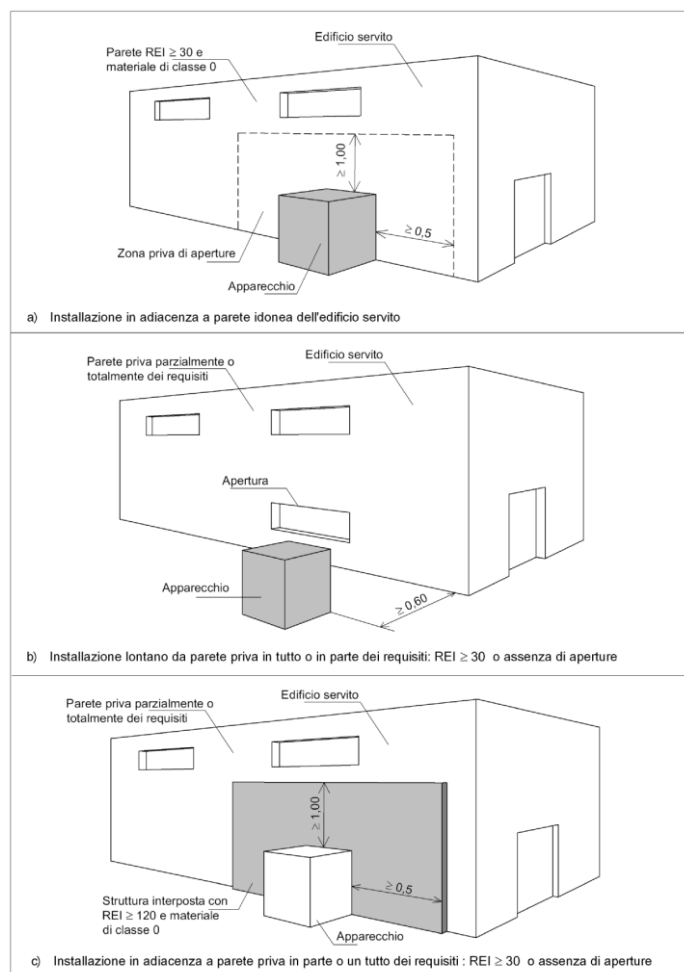 Edificio servito
Parete REI ≥ 30 e
materiale di classe 0
≥ 1,00
≥ 0,5
Zona priva di aperture
Apparecchio
a) Installazione in adiacenza a parete idonea dell'edificio servito
Parete priva parzialmente o
totalmente dei requisiti
Edificio servito
Apertura
Apparecchio
≥ 0,60
b) Installazione lontano da parete priva in tutto o in parte dei requisiti: REI ≥ 30 o assenza di aperture
Parete priva parzialmente o
totalmente dei requisiti
Edificio servito
≥ 1,00
≥ 0,5
Struttura interposta con
REI ≥ 120 e materiale
di classe 0
Apparecchio
c) Installazione in adiacenza a parete priva in parte o un tutto dei requisiti : REI ≥ 30 o assenza di aperture